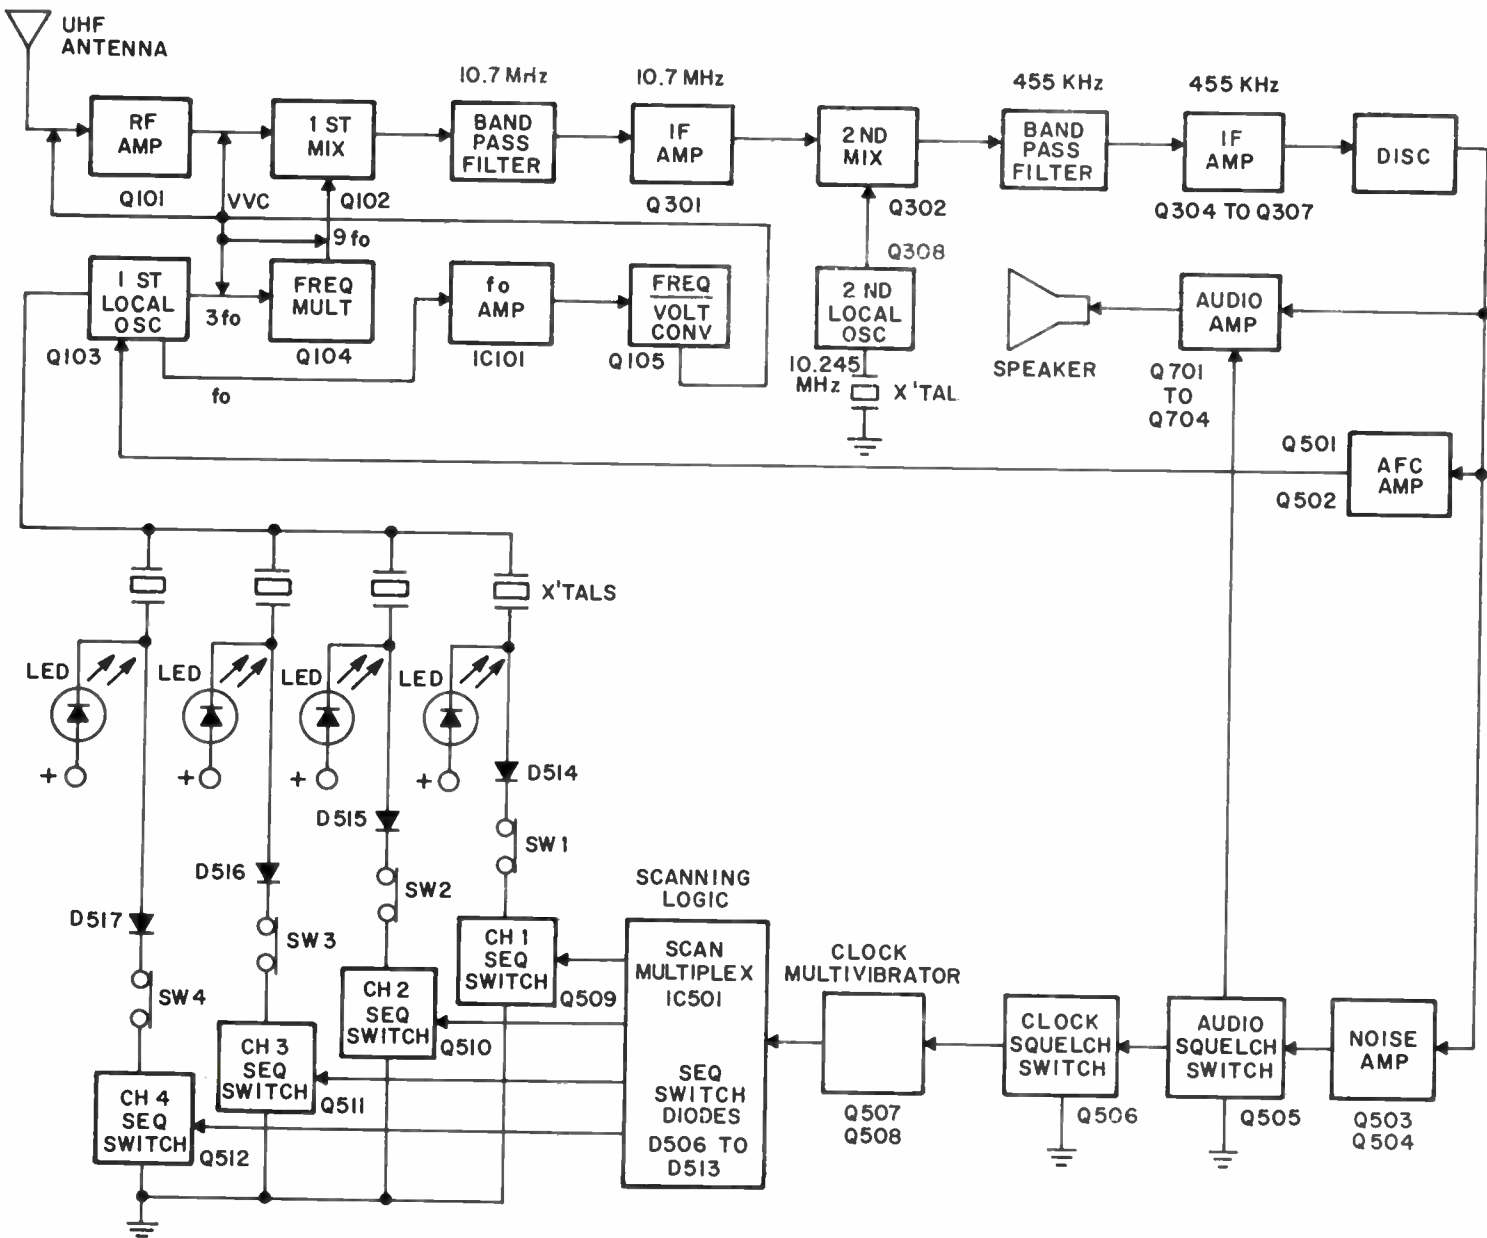 UHF
ANTENNA
10.7 MHz
10.7 MHz
455 KHz
455 KHz
RF
AMP
1 ST
MIX
BAND
PASS
FILTER
IF
AMP
2ND
MIX
BAND
PASS
FILTER
IF
AMP
DISC
Q101
VVC
Q102
Q301
Q302
Q304 TO Q307
9fo
Q308
1 ST
LOCAL
OSC
3fo
FREQ
MULT
fo
AMP
FREQ
VOLT
CONV
2 ND
LOCAL
OSC
AUDIO
AMP
Q103
Q104
IC101
Q105
fo
10.245
MHz
X'TAL
SPEAKER
Q701
TO
Q704
Q501
AFC
AMP
Q502
X'TALS
LED
LED
LED
LED
+
+
+
+
D514
D515
SW1
D516
SW2
D517
SW3
SW4
SCANNING
LOGIC
CH 1
SEQ
SWITCH
Q509
CH 2
SEQ
SWITCH
Q510
CH 3
SEQ
SWITCH
Q511
CH 4
SEQ
SWITCH
Q512
SCAN
MULTIPLEX
IC501
SEQ
SWITCH
DIODES
D506 TO
D513
CLOCK
MULTIVIBRATOR
Q507
Q508
CLOCK
SQUELCH
SWITCH
Q506
AUDIO
SQUELCH
SWITCH
Q505
NOISE
AMP
Q503
Q504